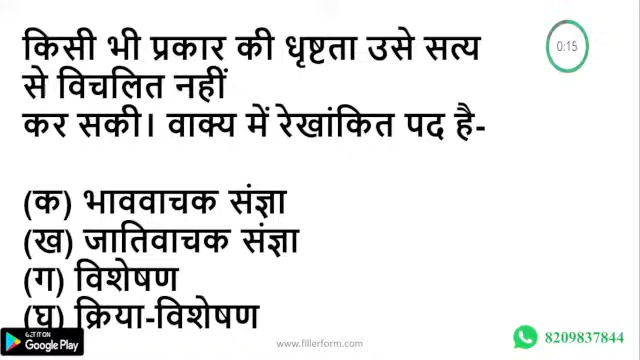 किसी भी प्रकार की धृष्टता उसे सत्य
0:15
से विचलित नहीं
कर सकी। वाक्य में रेखांकित पद है-
(क) भाववाचक संज्ञा
(ख) जातिवाचक संज्ञा
(ग) विशेषण
(घ) क्रिया-विशेषण
GET IT ON
Google Play
www.fillerform.com
8209837844